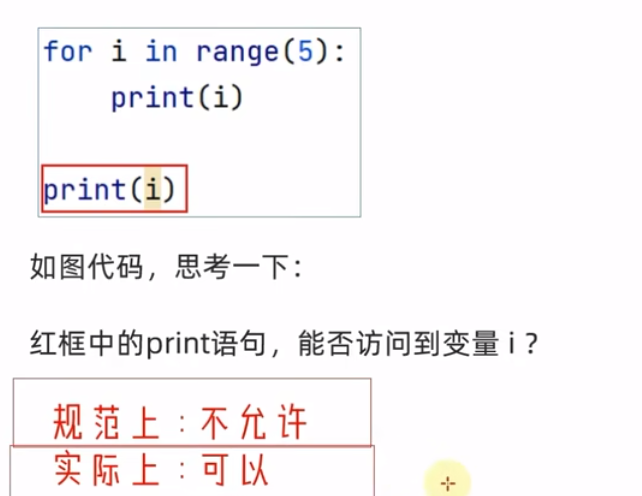 for i in range(5):
    print(i)
print(i)
如图代码，思考一下：
红框中的print语句，能否访问到变量 i ?
规范上：不允许
实际上：可以